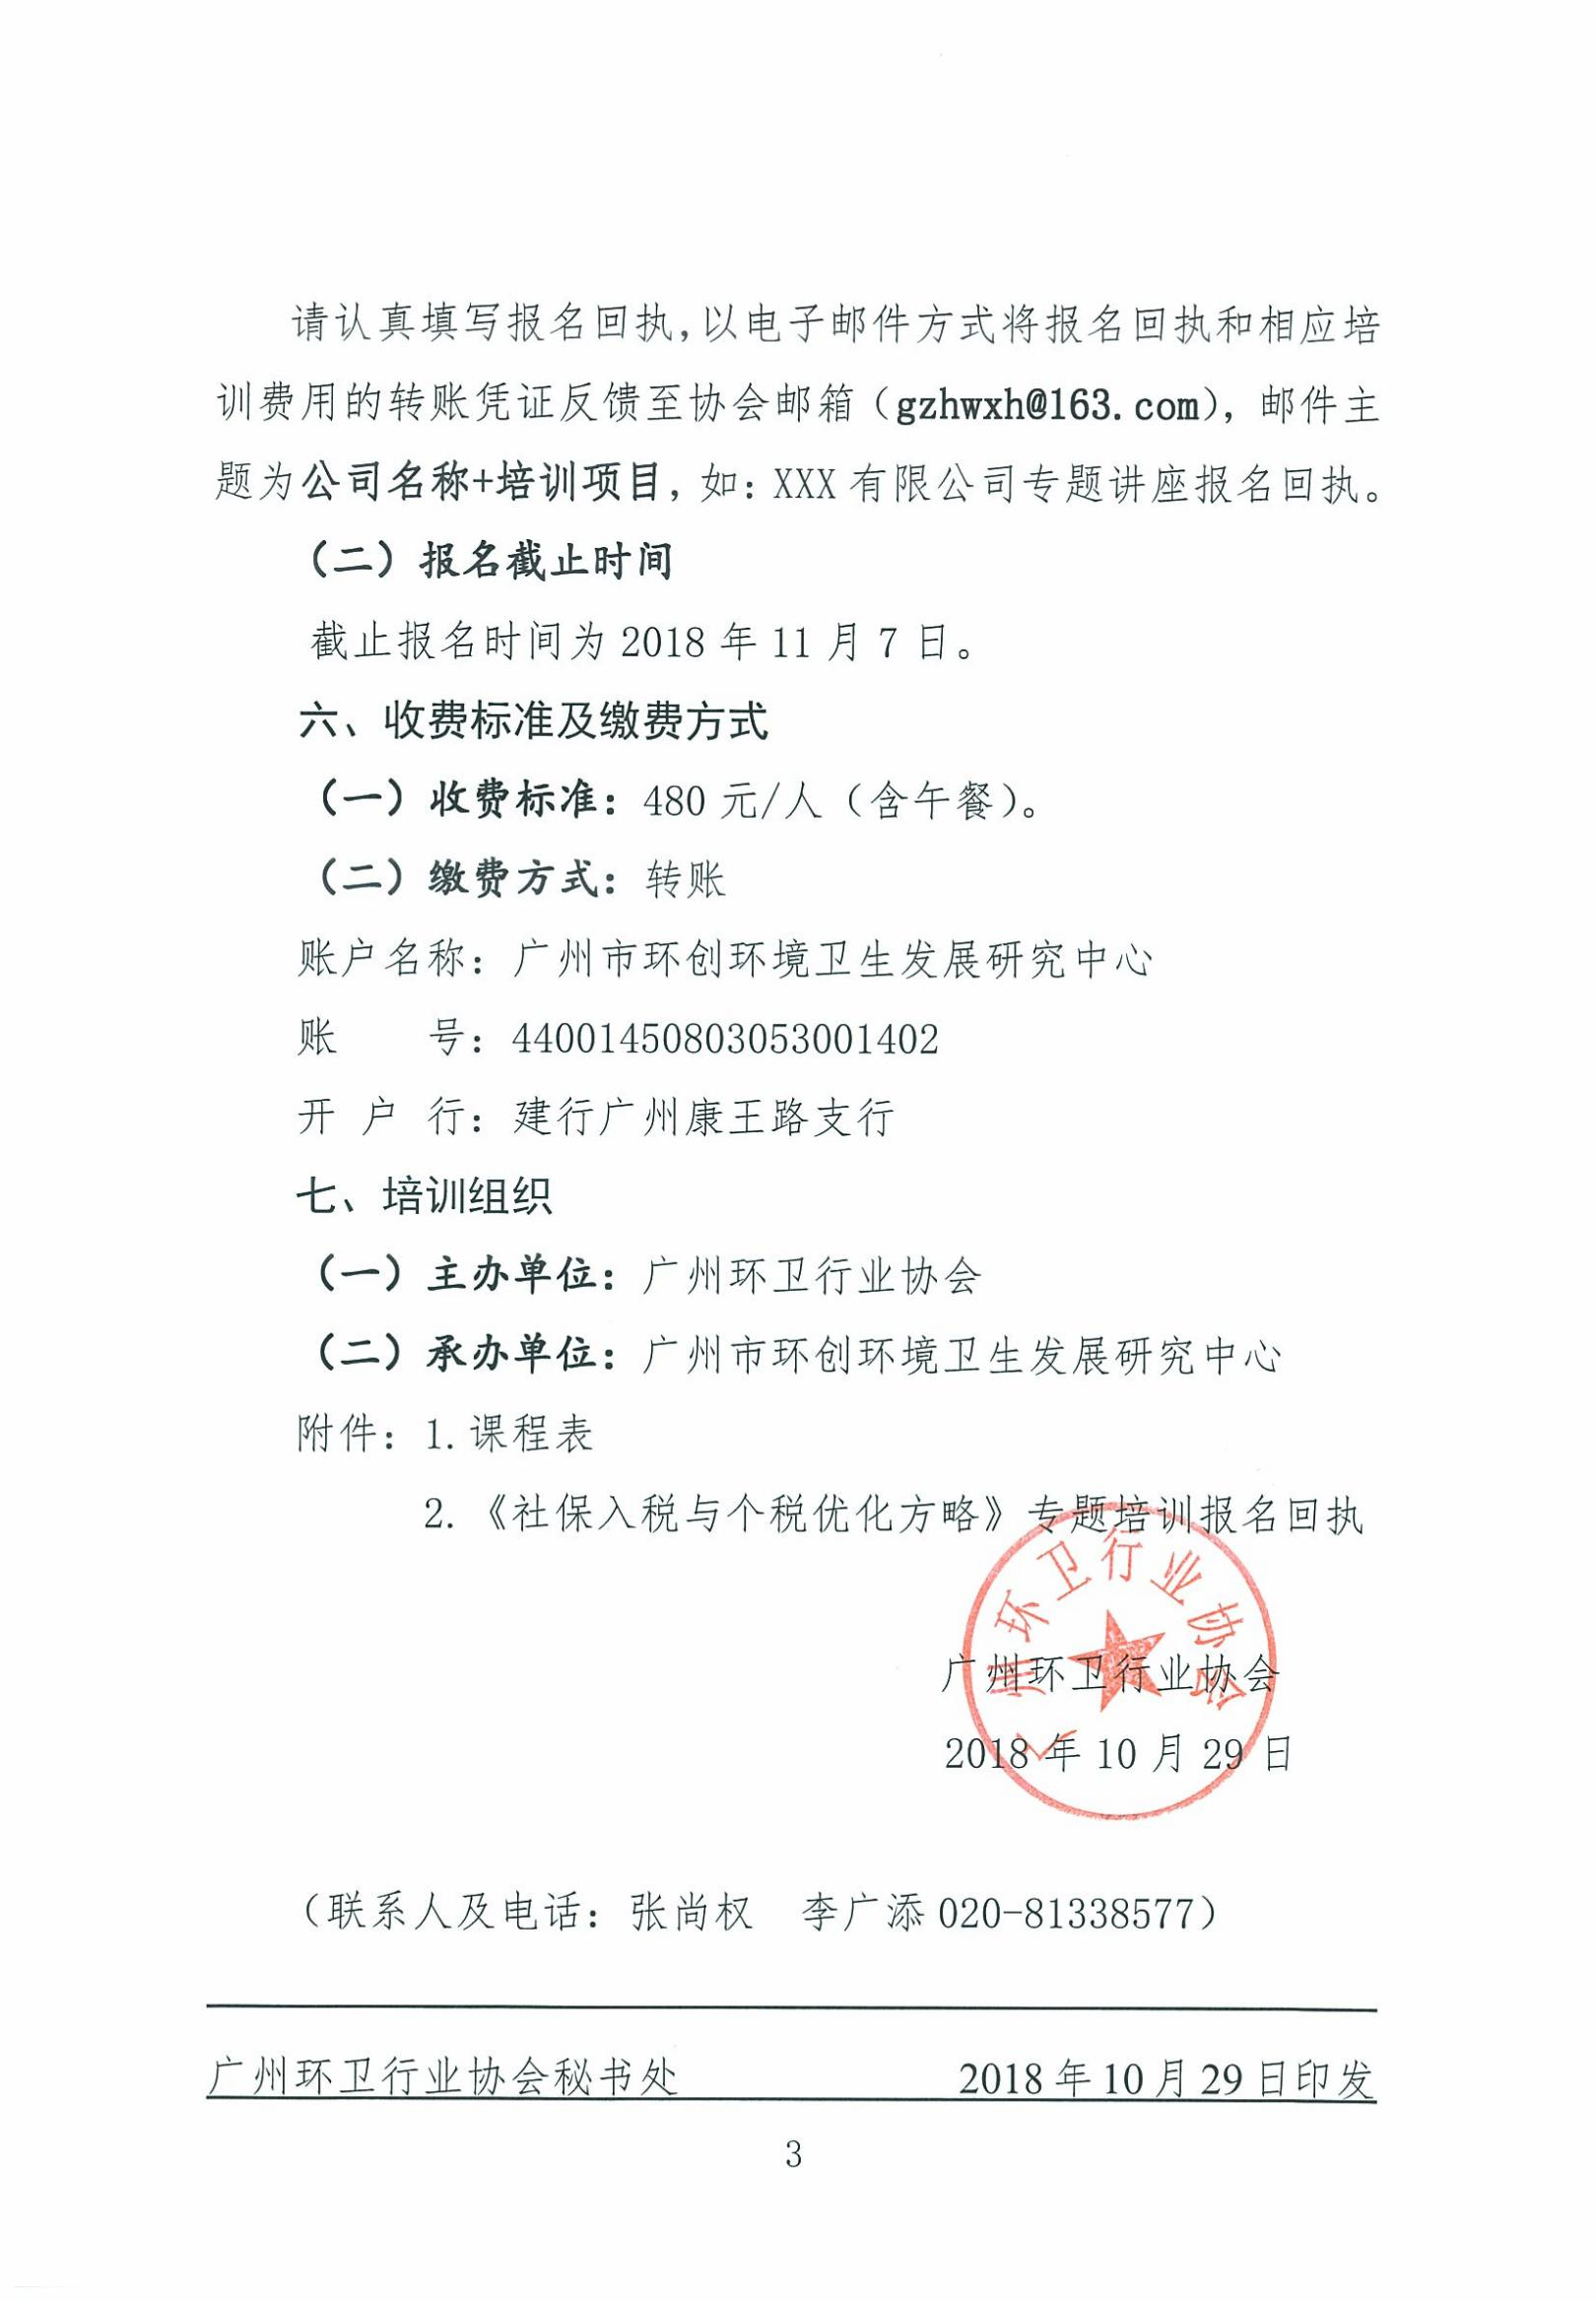 请认真填写报名回执,以电子邮件方式将报名回执和相应培
训费用的转账凭证反馈至协会邮箱（gzhwxh@163.com），邮件主
题为公司名称+培训项目，如：XXX有限公司专题讲座报名回执。
（二）报名截止时间
截止报名时间为2018年11月7日。
六、收费标准及缴费方式
（一）收费标准：480元/人（含午餐）。
（二）缴费方式：转账
账户名称：广州市环创环境卫生发展研究中心
账　　号：44001450803053001402
开 户 行：建行广州康王路支行
七、培训组织
（一）主办单位：广州环卫行业协会
（二）承办单位：广州市环创环境卫生发展研究中心
附件：1.课程表
2.《社保入税与个税优化方略》专题培训报名回执
广州环卫行业协会
广州环卫行业协会
2018年10月29日
（联系人及电话：张尚权　李广添020-81338577）
广州环卫行业协会秘书处　2018年10月29日印发
3